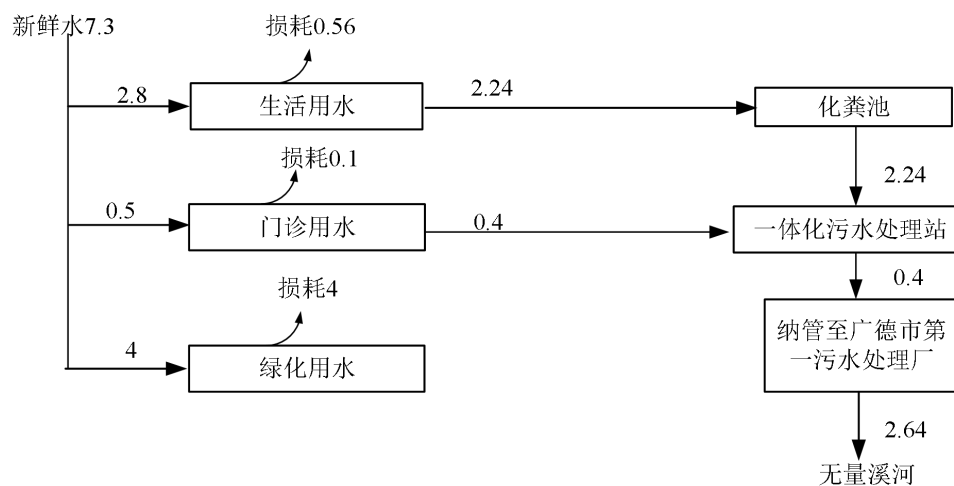 新鲜水7.3
损耗0.56
2.8
生活用水
2.24
化粪池
2.24
损耗0.1
0.5
门诊用水
0.4
一体化污水处理站
0.4
损耗4
4
绿化用水
纳管至广德市第
一污水处理厂
2.64
无量溪河